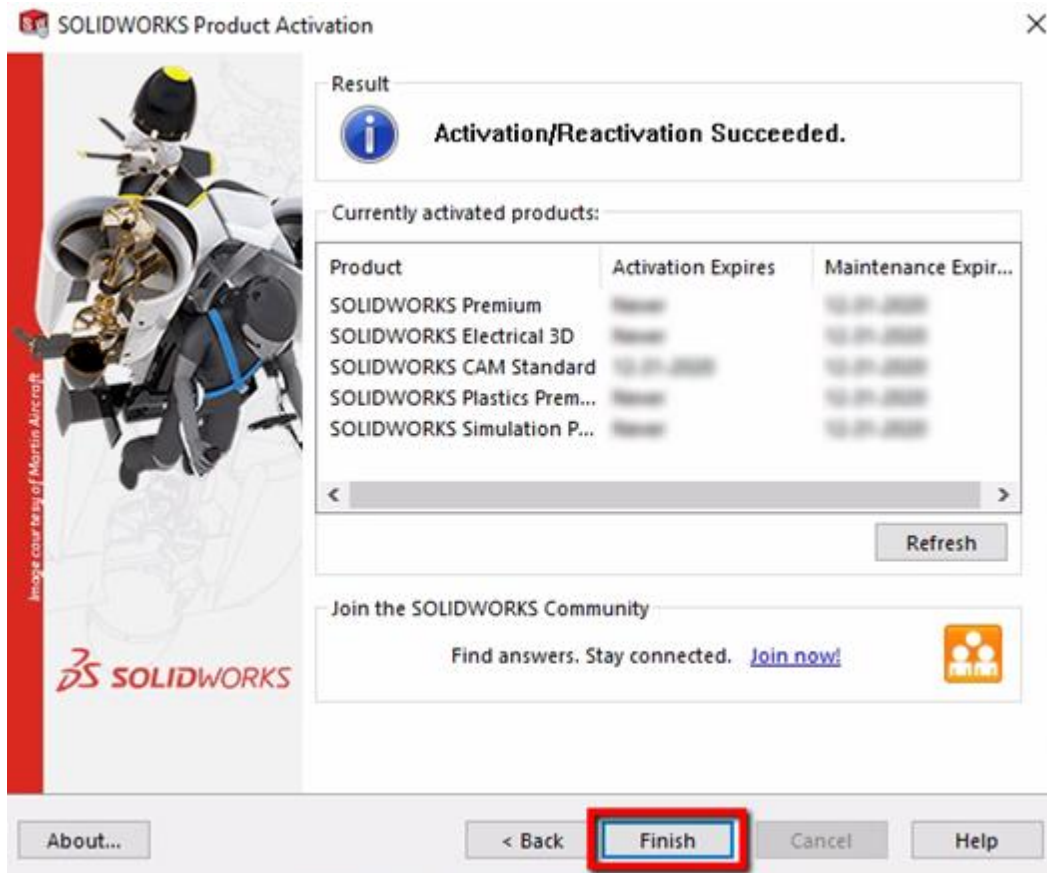 SOLIDWORKS Product Activation
Result
Activation/Reactivation Succeeded.
Currently activated products:
Product Activation Expires Maintenance Expir...
SOLIDWORKS Premium
SOLIDWORKS Electrical 3D
SOLIDWORKS CAM Standard
SOLIDWORKS Plastics Prem...
SOLIDWORKS Simulation P...
Refresh
Join the SOLIDWORKS Community
Find answers. Stay connected. Join now!
Image courtesy of Martin Aircraft
SOLIDWORKS
About... < Back Finish Cancel Help